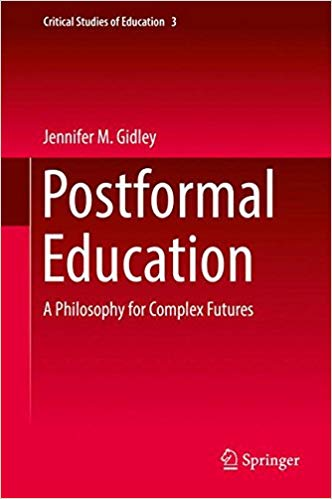 Critical Studies of Education 3
Jennifer M. Gidley
Postformal
Education
A Philosophy for Complex Futures
Springer